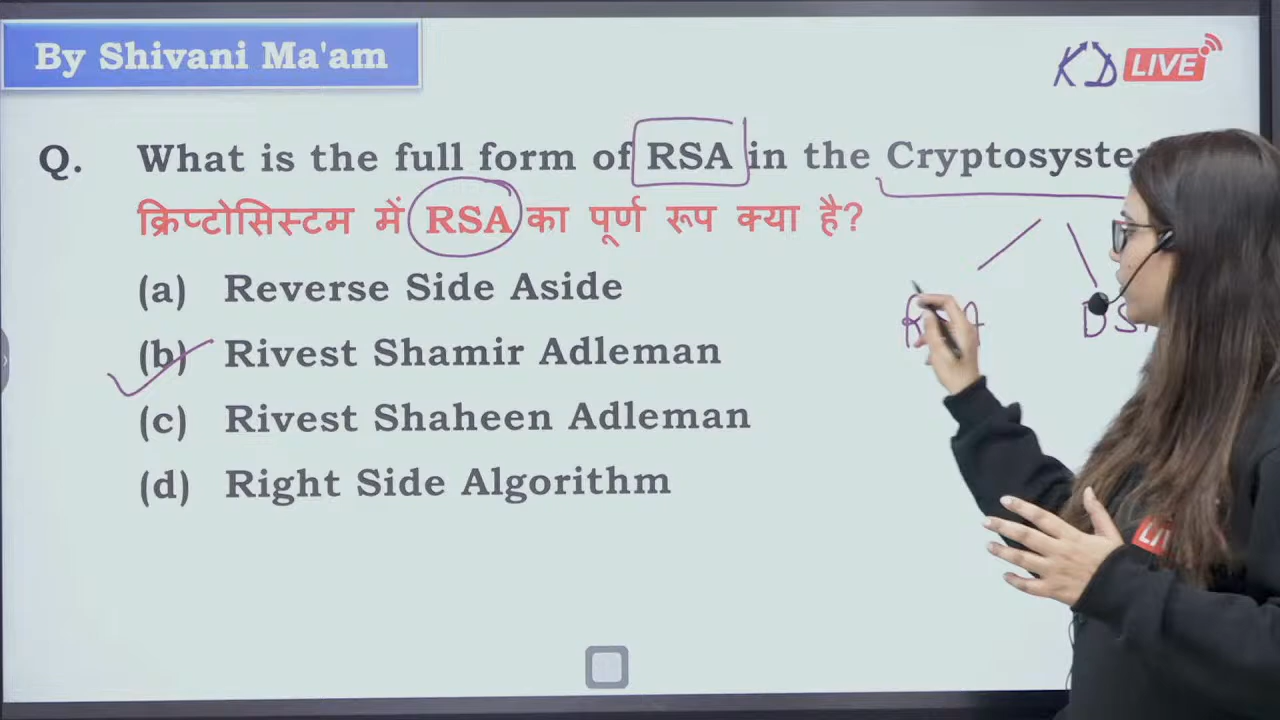 By Shivani Ma'am
KD LIVE
Q. What is the full form of RSA in the
क्रिप्टोसिस्टम में RSA का पूर्ण रूप क्या है?
(a) Reverse Side Aside
(b) Rivest Shamir Adleman
(c) Rivest Shaheen Adleman
(d) Right Side Algorithm